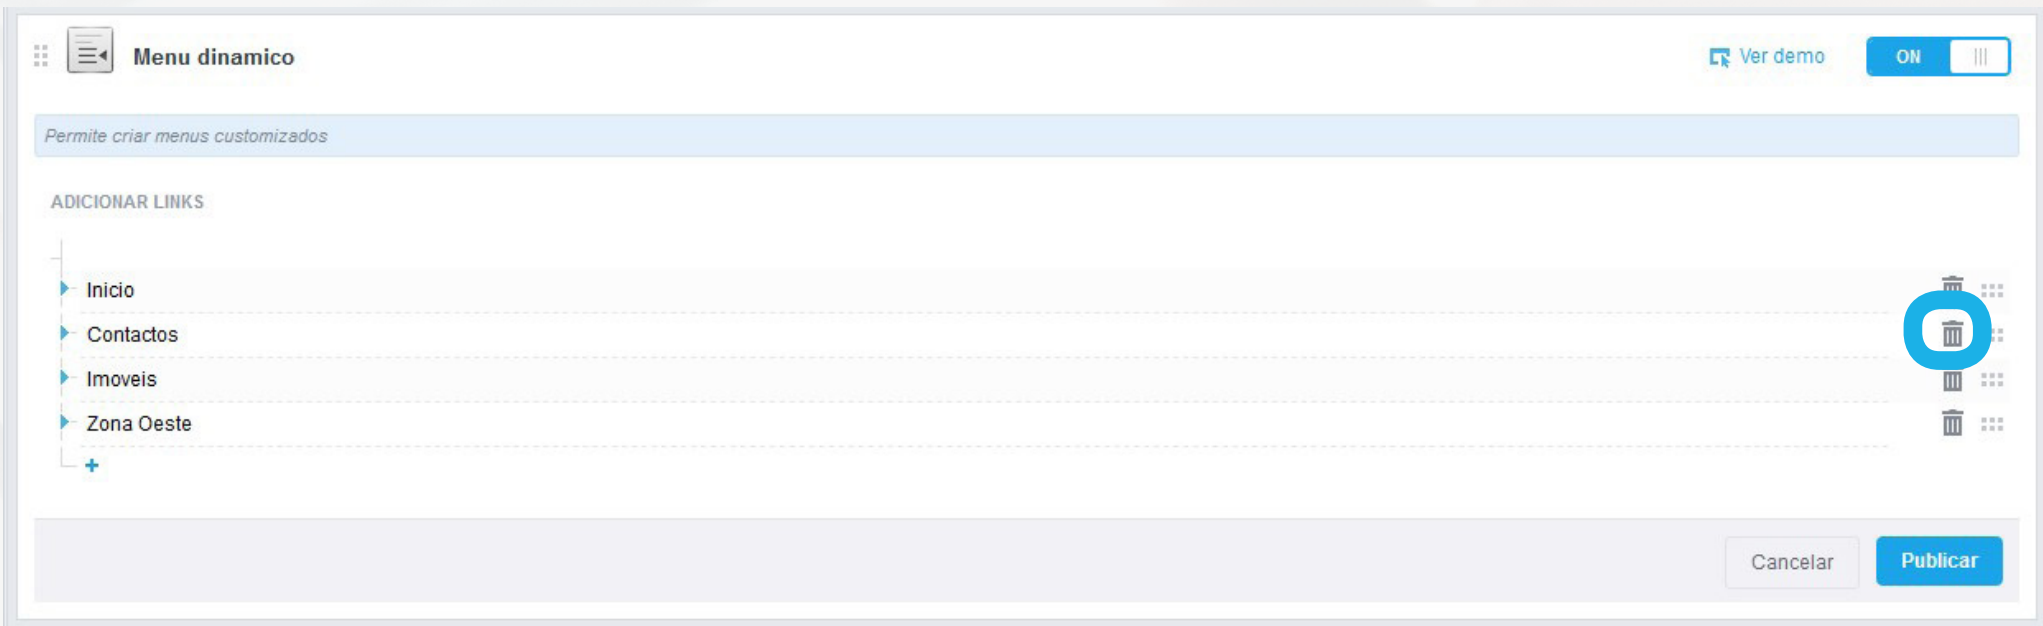 Menu dinamico
Ver demo
ON
Permite criar menus customizados
ADICIONAR LINKS
Inicio
Contactos
Imoveis
Zona Oeste
+
Cancelar
Publicar